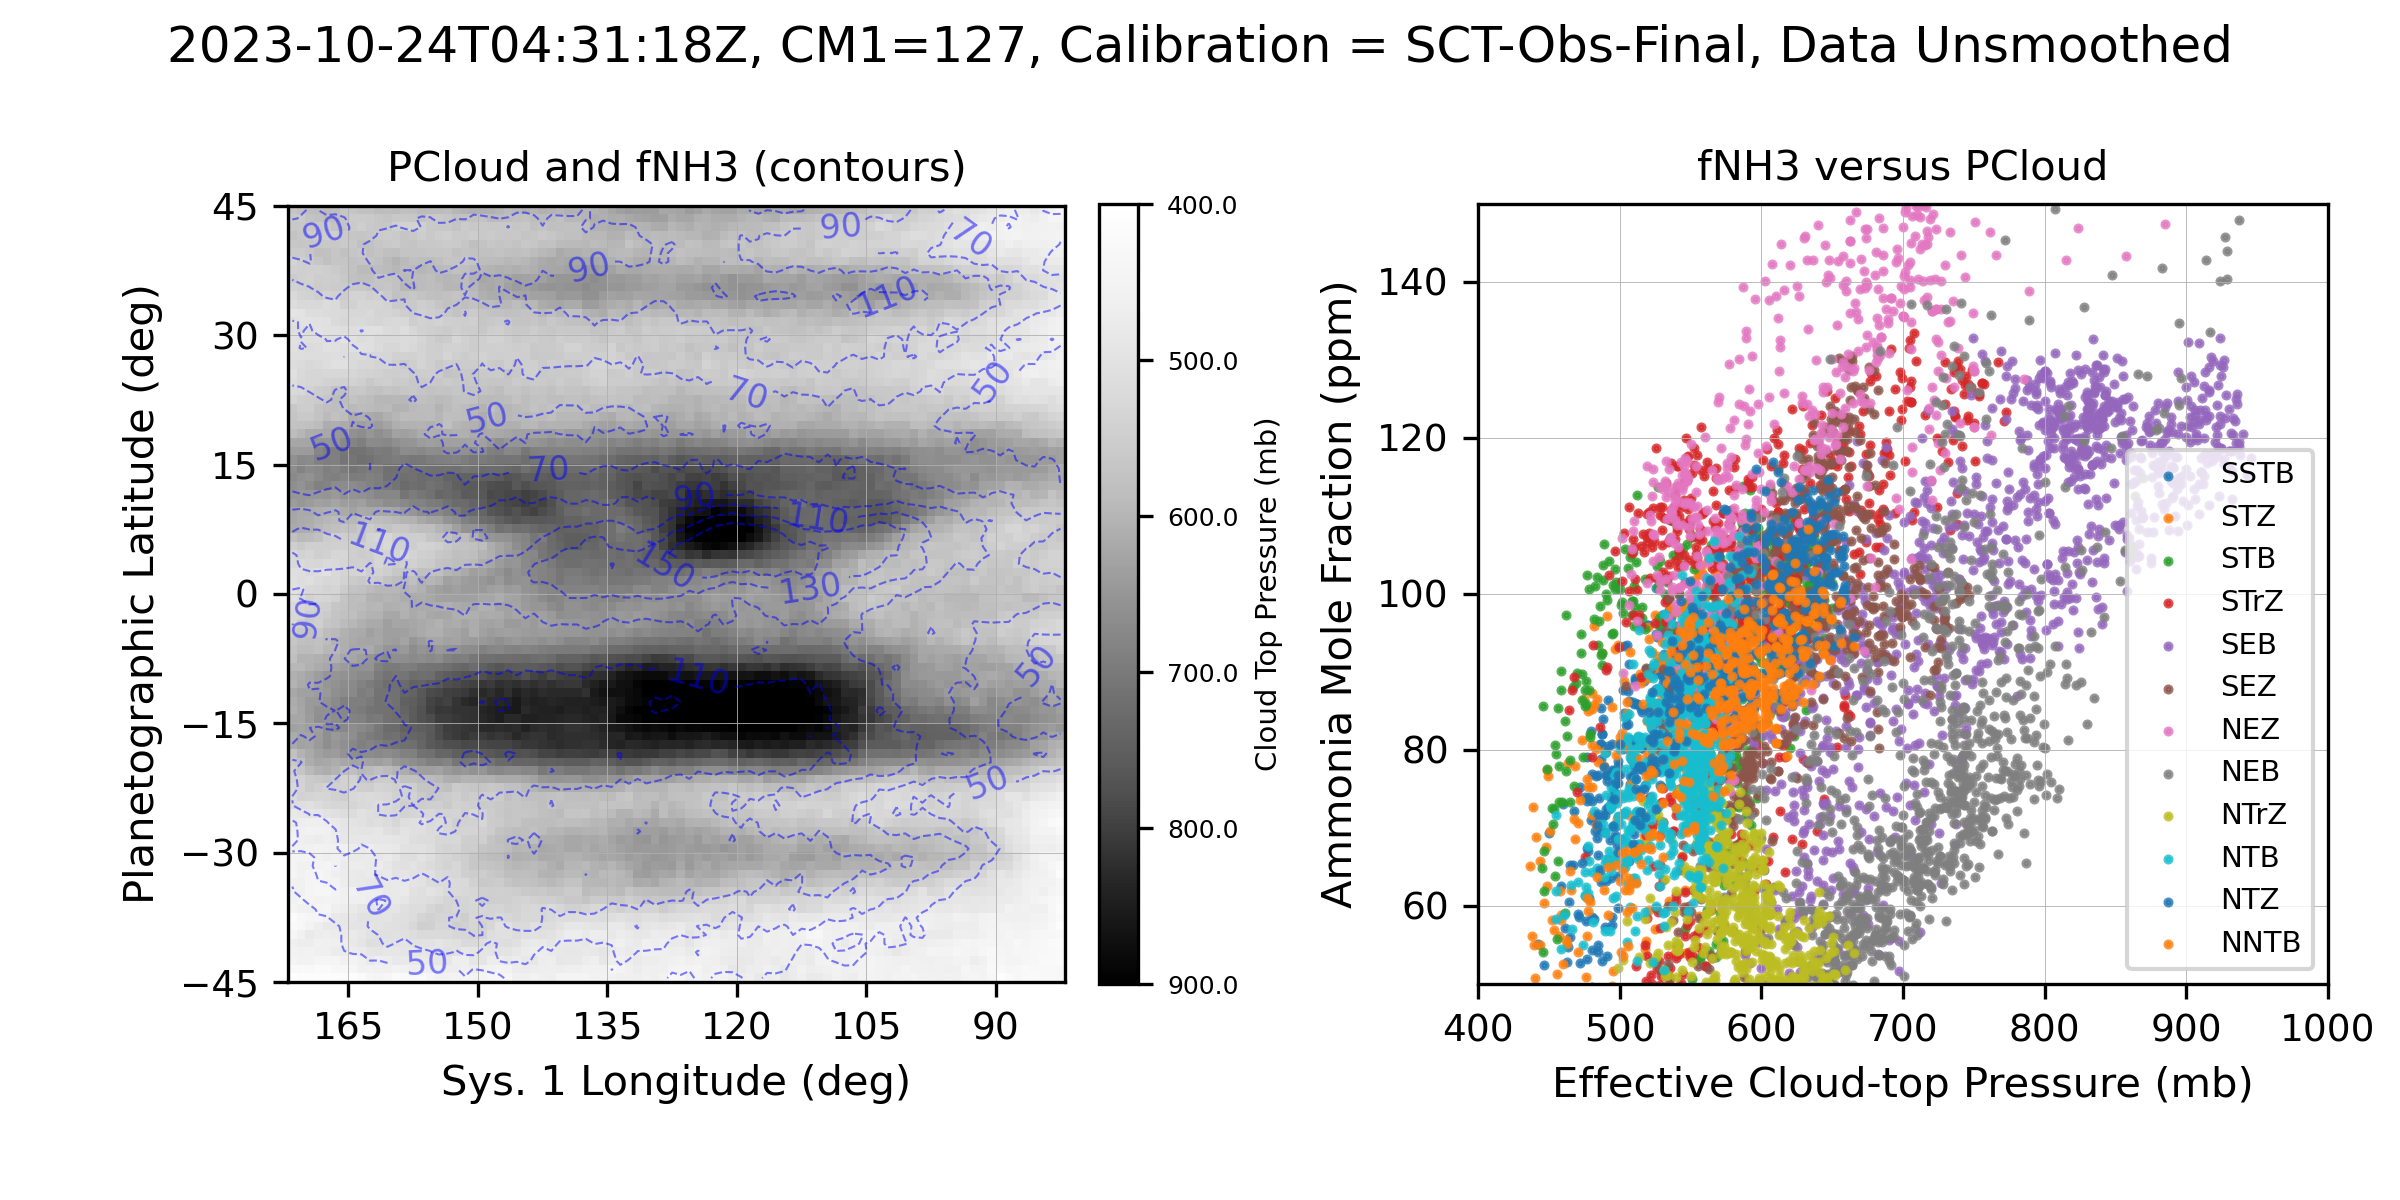 2023-10-24T04:31:18Z, CM1=127, Calibration = SCT-Obs-Final, Data Unsmoothed
PCloud and fNH3 (contours)
Planetographic Latitude (deg)
45
30
15
0
−15
−30
−45
165
150
135
120
105
90
Sys. 1 Longitude (deg)
90
90
70
90
110
70
50
50
50
70
90
110
110
150
130
90
110
50
50
70
50
400.0
500.0
600.0
700.0
800.0
900.0
Cloud Top Pressure (mb)
fNH3 versus PCloud
Ammonia Mole Fraction (ppm)
140
120
100
80
60
400
500
600
700
800
900
1000
Effective Cloud-top Pressure (mb)
SSTB
STZ
STB
STrZ
SEB
SEZ
NEZ
NEB
NTrZ
NTB
NTZ
NNTB